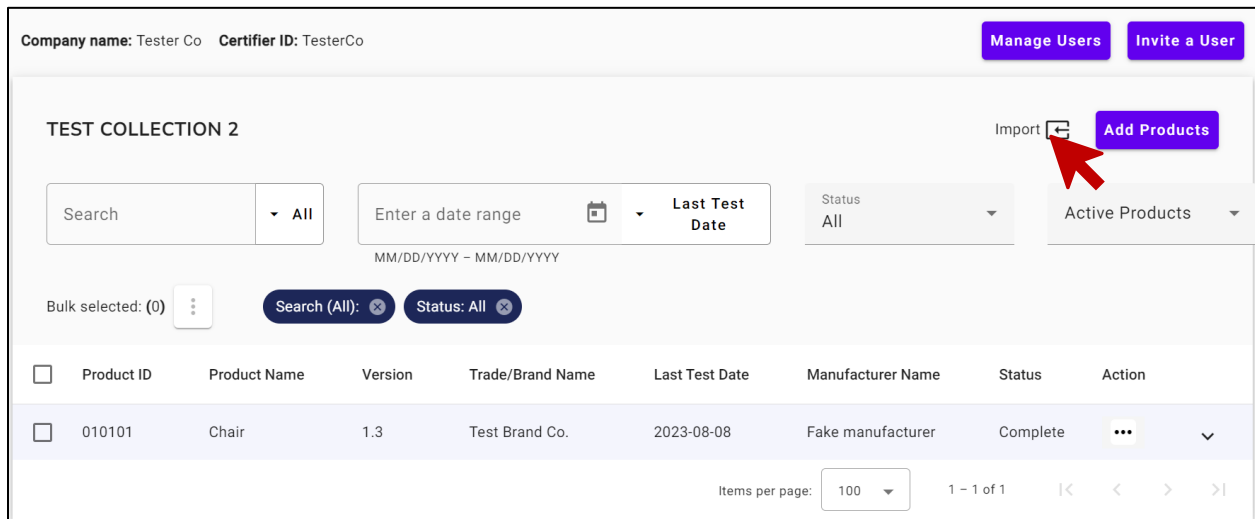 Company name: Tester Co Certifier ID: TesterCo
Manage Users
Invite a User
TEST COLLECTION 2
Import
Add Products
Search
All
Enter a date range
Last Test
Date
Status
All
Active Products
MM/DD/YYYY – MM/DD/YYYY
Bulk selected: (0)
Search (All):
Status: All
Product ID Product Name Version Trade/Brand Name Last Test Date Manufacturer Name Status Action
010101 Chair 1.3 Test Brand Co. 2023-08-08 Fake manufacturer Complete
Items per page: 100 1 – 1 of 1